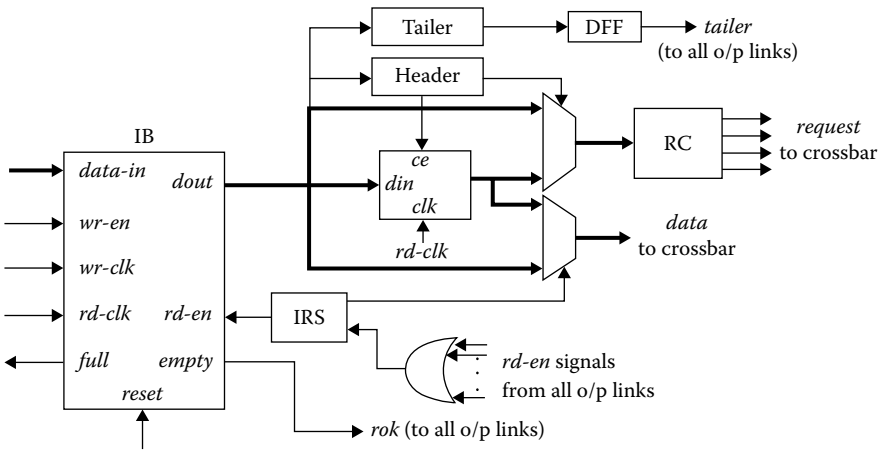 Tailer
DFF
tailer
(to all o/p links)
Header
IB
data-in
dout
wr-en
wr-clk
rd-clk
rd-en
full
empty
reset
ce
din
clk
rd-clk
RC
request
to crossbar
data
to crossbar
IRS
rd-en signals
from all o/p links
rok (to all o/p links)